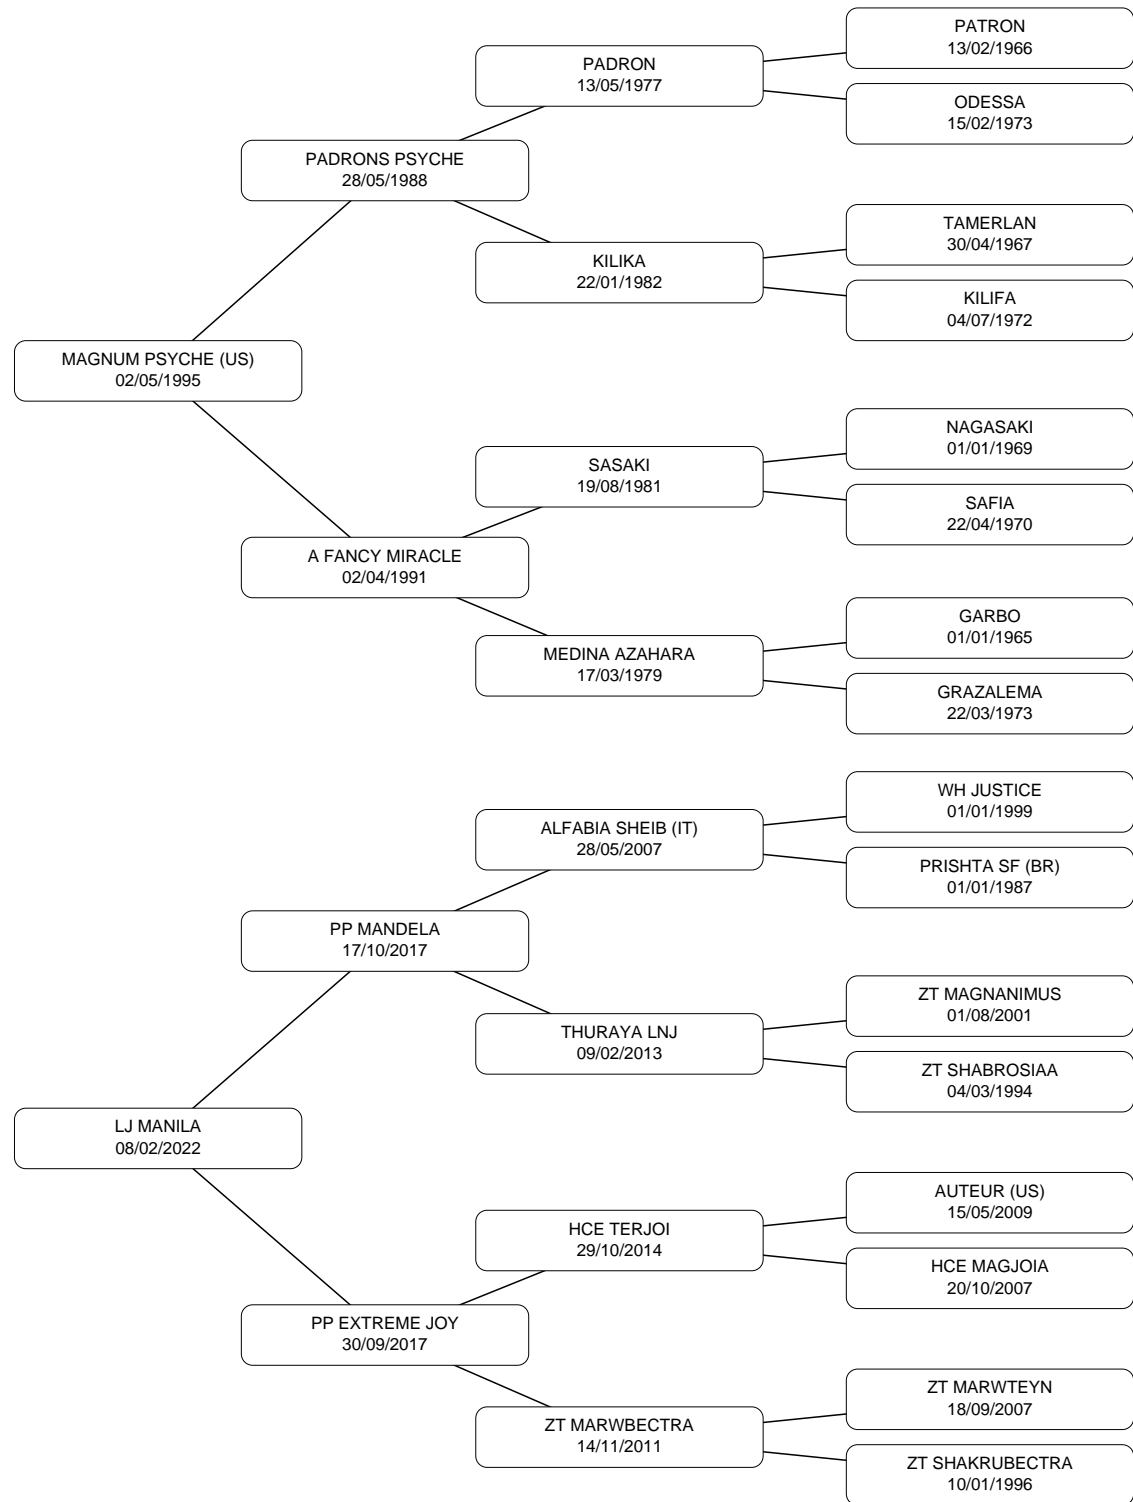 PATRON
13/02/1966
PADRON
13/05/1977
ODESSA
15/02/1973
PADRONS PSYCHE
28/05/1988
TAMERLAN
30/04/1967
KILIKA
22/01/1982
KILIFA
04/07/1972
MAGNUM PSYCHE (US)
02/05/1995
NAGASAKI
01/01/1969
SASAKI
19/08/1981
SAFIA
22/04/1970
A FANCY MIRACLE
02/04/1991
GARBO
01/01/1965
MEDINA AZAHARA
17/03/1979
GRAZALEMA
22/03/1973
WH JUSTICE
01/01/1999
ALFABIA SHEIB (IT)
28/05/2007
PRISHTA SF (BR)
01/01/1987
PP MANDELA
17/10/2017
ZT MAGNANIMUS
01/08/2001
THURAYA LNJ
09/02/2013
ZT SHABROSIAA
04/03/1994
LJ MANILA
08/02/2022
AUTEUR (US)
15/05/2009
HCE TERJOI
29/10/2014
HCE MAGJOIA
20/10/2007
PP EXTREME JOY
30/09/2017
ZT MARWTEYN
18/09/2007
ZT MARWBECTRA
14/11/2011
ZT SHAKRUBECTRA
10/01/1996